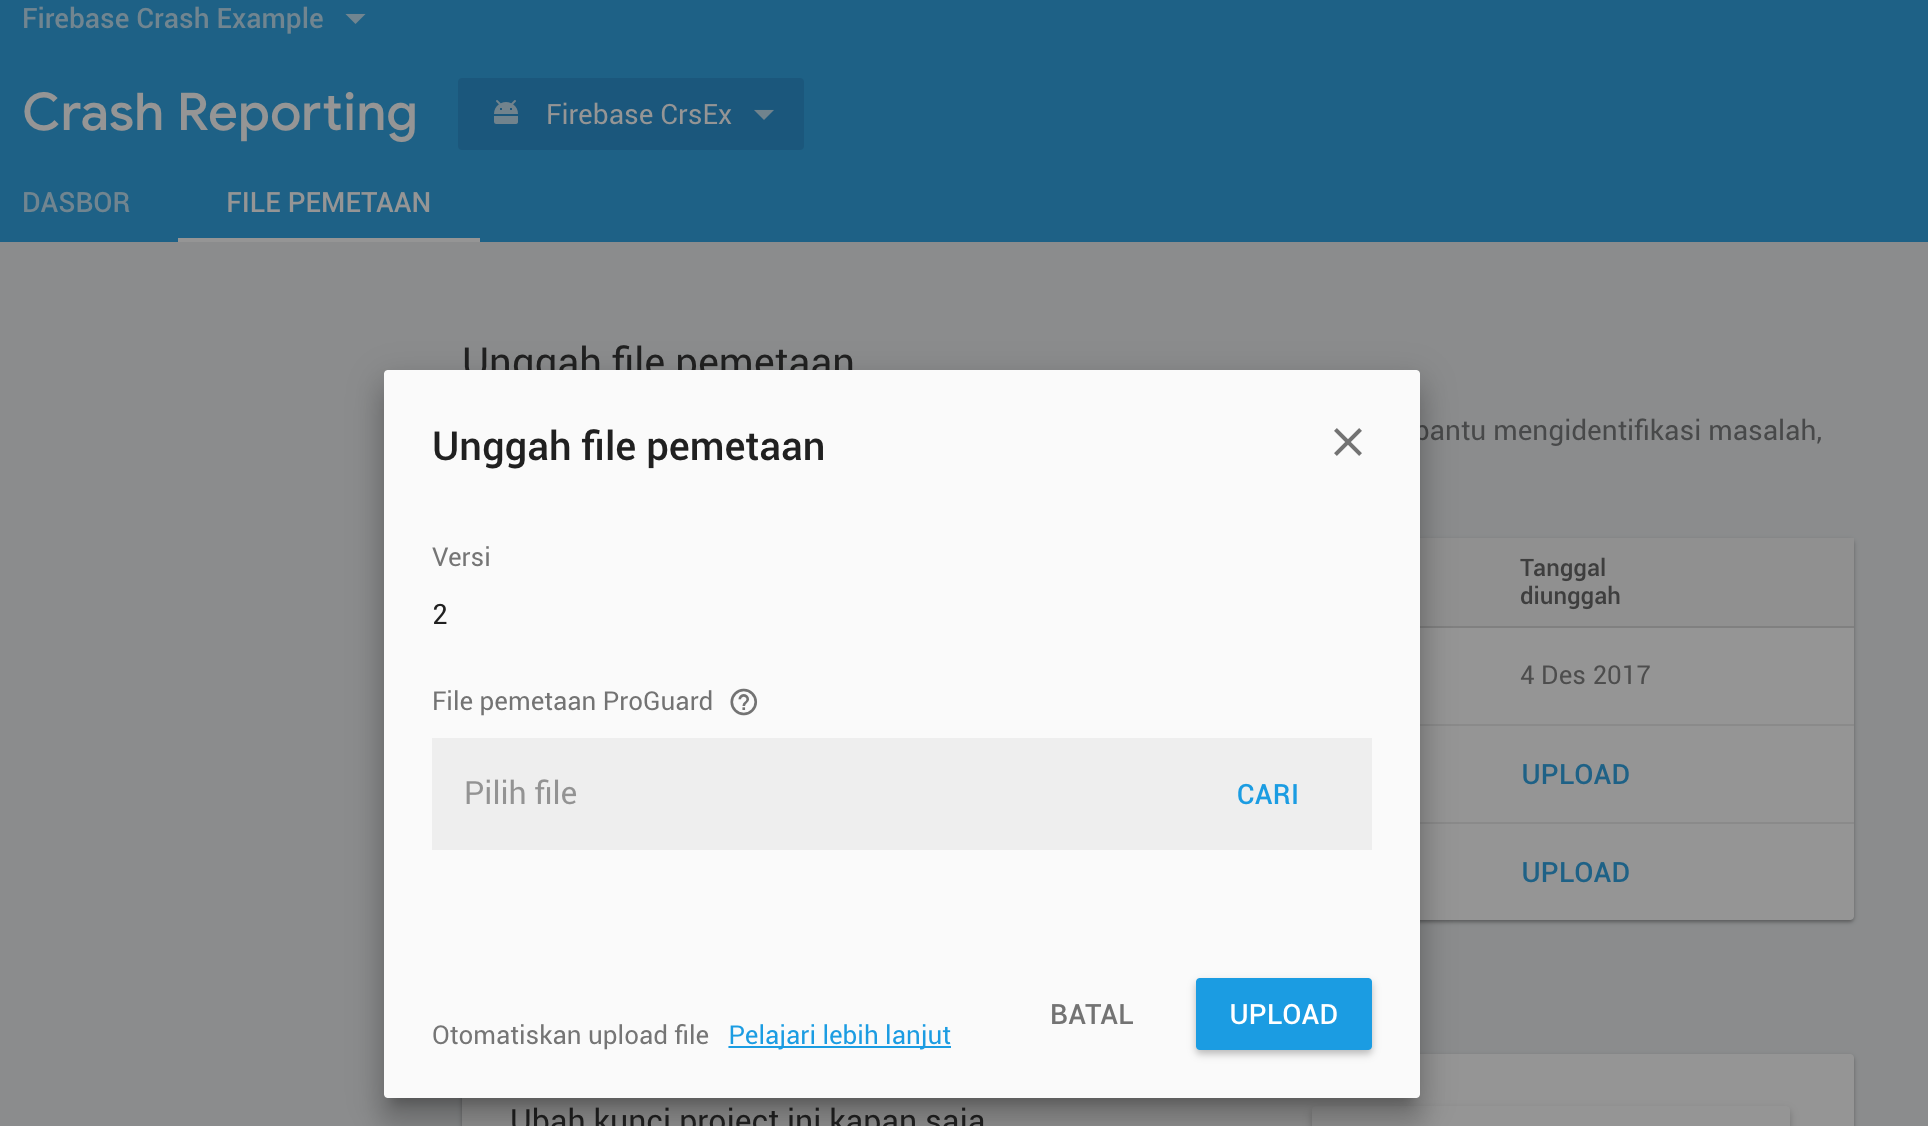 Firebase Crash Example
Crash Reporting
Firebase CrsEx
DASBOR
FILE PEMETAAN
Unggah file pemetaan
bantu mengidentifikasi masalah,
Unggah file pemetaan
Versi
2
File pemetaan ProGuard
Pilih file
CARI
Otomatiskan upload file Pelajari lebih lanjut
BATAL
UPLOAD
Tanggal
diunggah
4 Des 2017
UPLOAD
UPLOAD
Ubah kunci project ini kapan saja